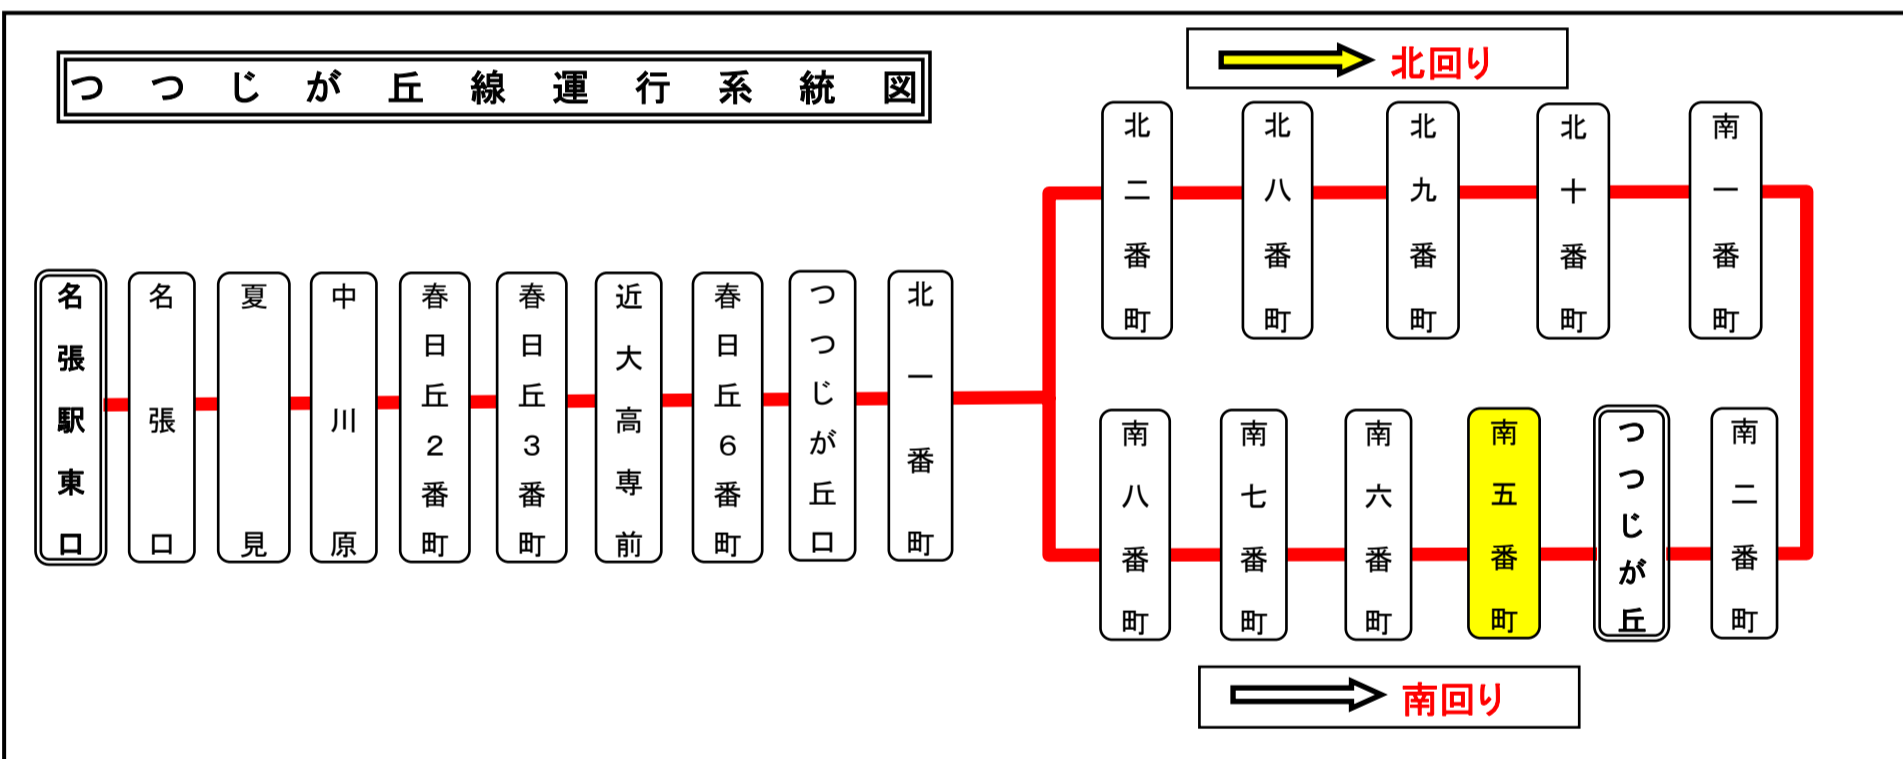 つつじが丘線運行系統図
北回り
北二番町
北八番町
北九番町
北十番町
南一番町
名張駅東口
名張口
夏見
中川原
春日丘2番町
春日丘3番町
近大高専前
春日丘6番町
つつじが丘口
北一番町
南八番町
南七番町
南六番町
南五番町
つつじが丘
南二番町
南回り